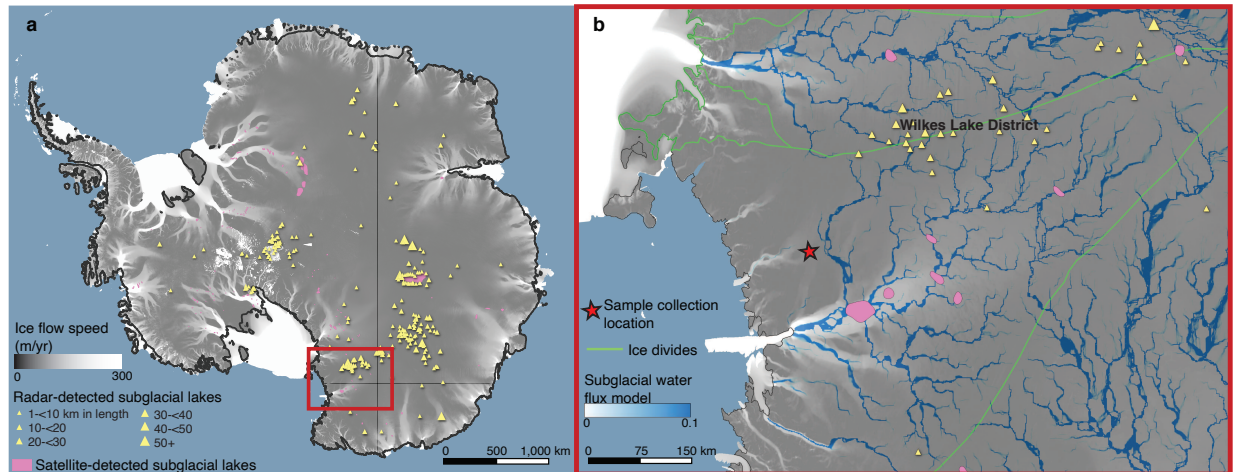 a
Ice flow speed
(m/yr)
0 300
Radar-detected subglacial lakes
1-<10 km in length
10-<20
20-<30
30-<40
40-<50
50+
Satellite-detected subglacial lakes
0 500 1,000 km
b
Wilkes Lake District
Sample collection
location
Ice divides
Subglacial water
flux model
0 0.1
0 75 150 km